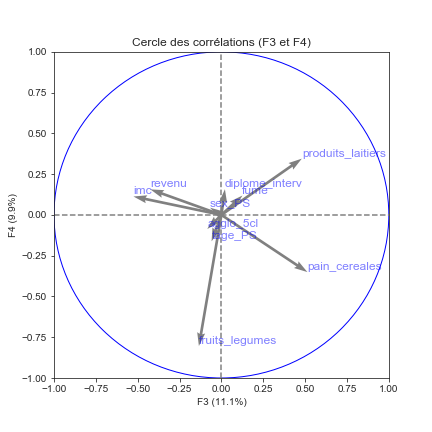 Cercle des corrélations (F3 et F4)
1.00
0.75
0.50
0.25
0.00
−0.25
−0.50
−0.75
−1.00
F4 (9.9%)
produits_laitiers
diplome_interv
revenu
imc
fume
pain_cereales
fruits_legumes
−1.00
−0.75
−0.50
−0.25
0.00
0.25
0.50
0.75
1.00
F3 (11.1%)